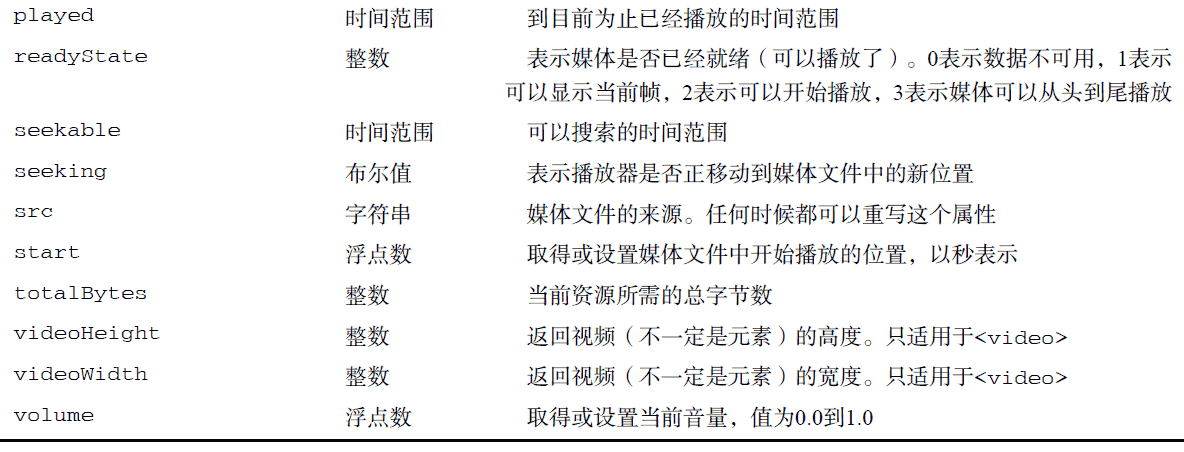 played 时间范围 到目前为止已经播放的时间范围
readyState 整数 表示媒体是否已经就绪（可以播放了）。0表示数据不可用，1表示
可以显示当前帧，2表示可以开始播放，3表示媒体可以从头到尾播放
seekable 时间范围 可以搜索的时间范围
seeking 布尔值 表示播放器是否正移动到媒体文件中的新位置
src 字符串 媒体文件的来源。任何时候都可以重写这个属性
start 浮点数 取得或设置媒体文件中开始播放的位置，以秒表示
totalBytes 整数 当前资源所需的总字节数
videoHeight 整数 返回视频（不一定是元素）的高度。只适用于<video>
videoWidth 整数 返回视频（不一定是元素）的宽度。只适用于<video>
volume 浮点数 取得或设置当前音量，值为0.0到1.0